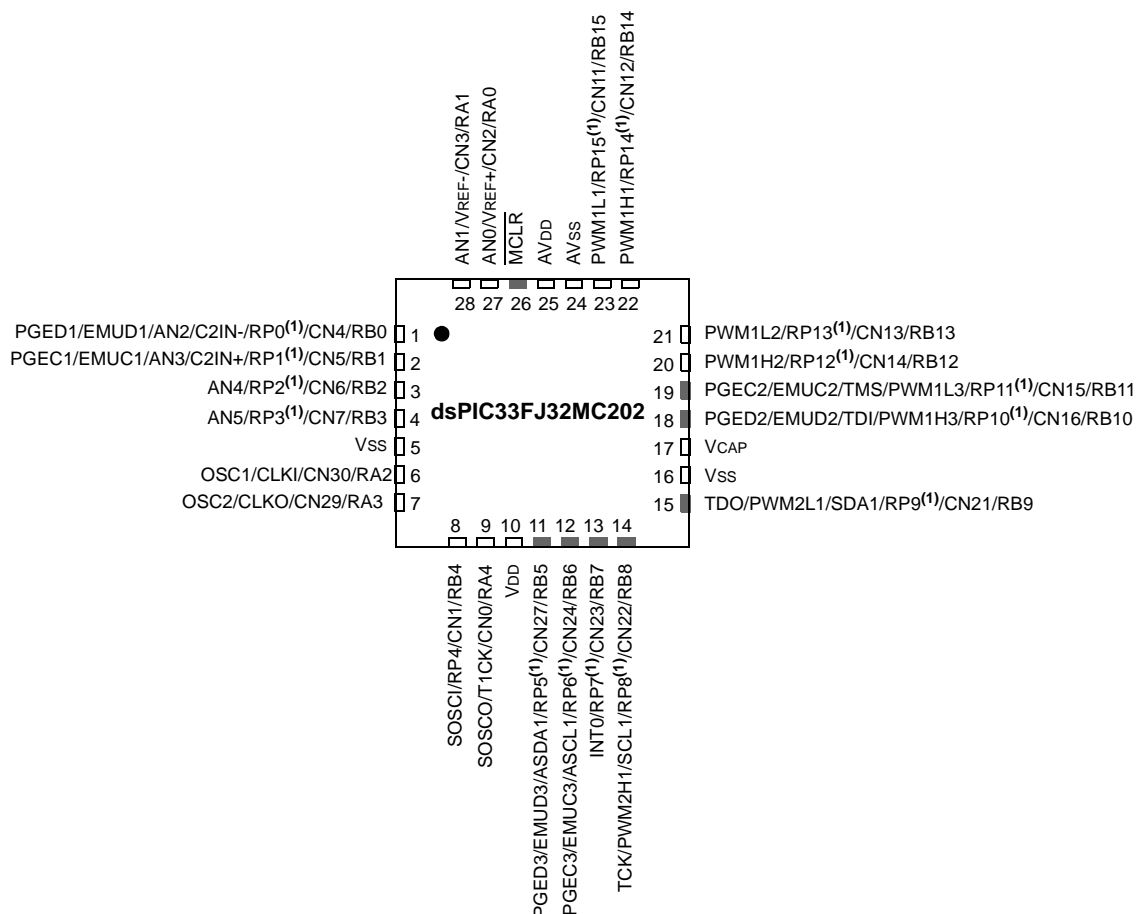 AN1/VREF-/CN3/RA1
AN0/VREF+/CN2/RA0
MCLR
AVDD
AVSS
PWM1L1/RP15(1)/CN11/RB15
PWM1H1/RP14(1)/CN12/RB14
28 27 26 25 24 23 22
PGED1/EMUD1/AN2/C2IN-/RP0(1)/CN4/RB0 1
PGEC1/EMUC1/AN3/C2IN+/RP1(1)/CN5/RB1 2
AN4/RP2(1)/CN6/RB2 3
AN5/RP3(1)/CN7/RB3 4
VSS 5
OSC1/CLKI/CN30/RA2 6
OSC2/CLKO/CN29/RA3 7
dsPIC33FJ32MC202
21 PWM1L2/RP13(1)/CN13/RB13
20 PWM1H2/RP12(1)/CN14/RB12
19 PGEC2/EMUC2/TMS/PWM1L3/RP11(1)/CN15/RB11
18 PGED2/EMUD2/TDI/PWM1H3/RP10(1)/CN16/RB10
17 VCAP
16 VSS
15 TDO/PWM2L1/SDA1/RP9(1)/CN21/RB9
8 9 10 11 12 13 14
SOSCI/RP4/CN1/RB4
SOSCO/T1CK/CN0/RA4
VDD
PGED3/EMUD3/ASDA1/RP5(1)/CN27/RB5
PGEC3/EMUC3/ASCL1/RP6(1)/CN24/RB6
INT0/RP7(1)/CN23/RB7
TCK/PWM2H1/SCL1/RP8(1)/CN22/RB8